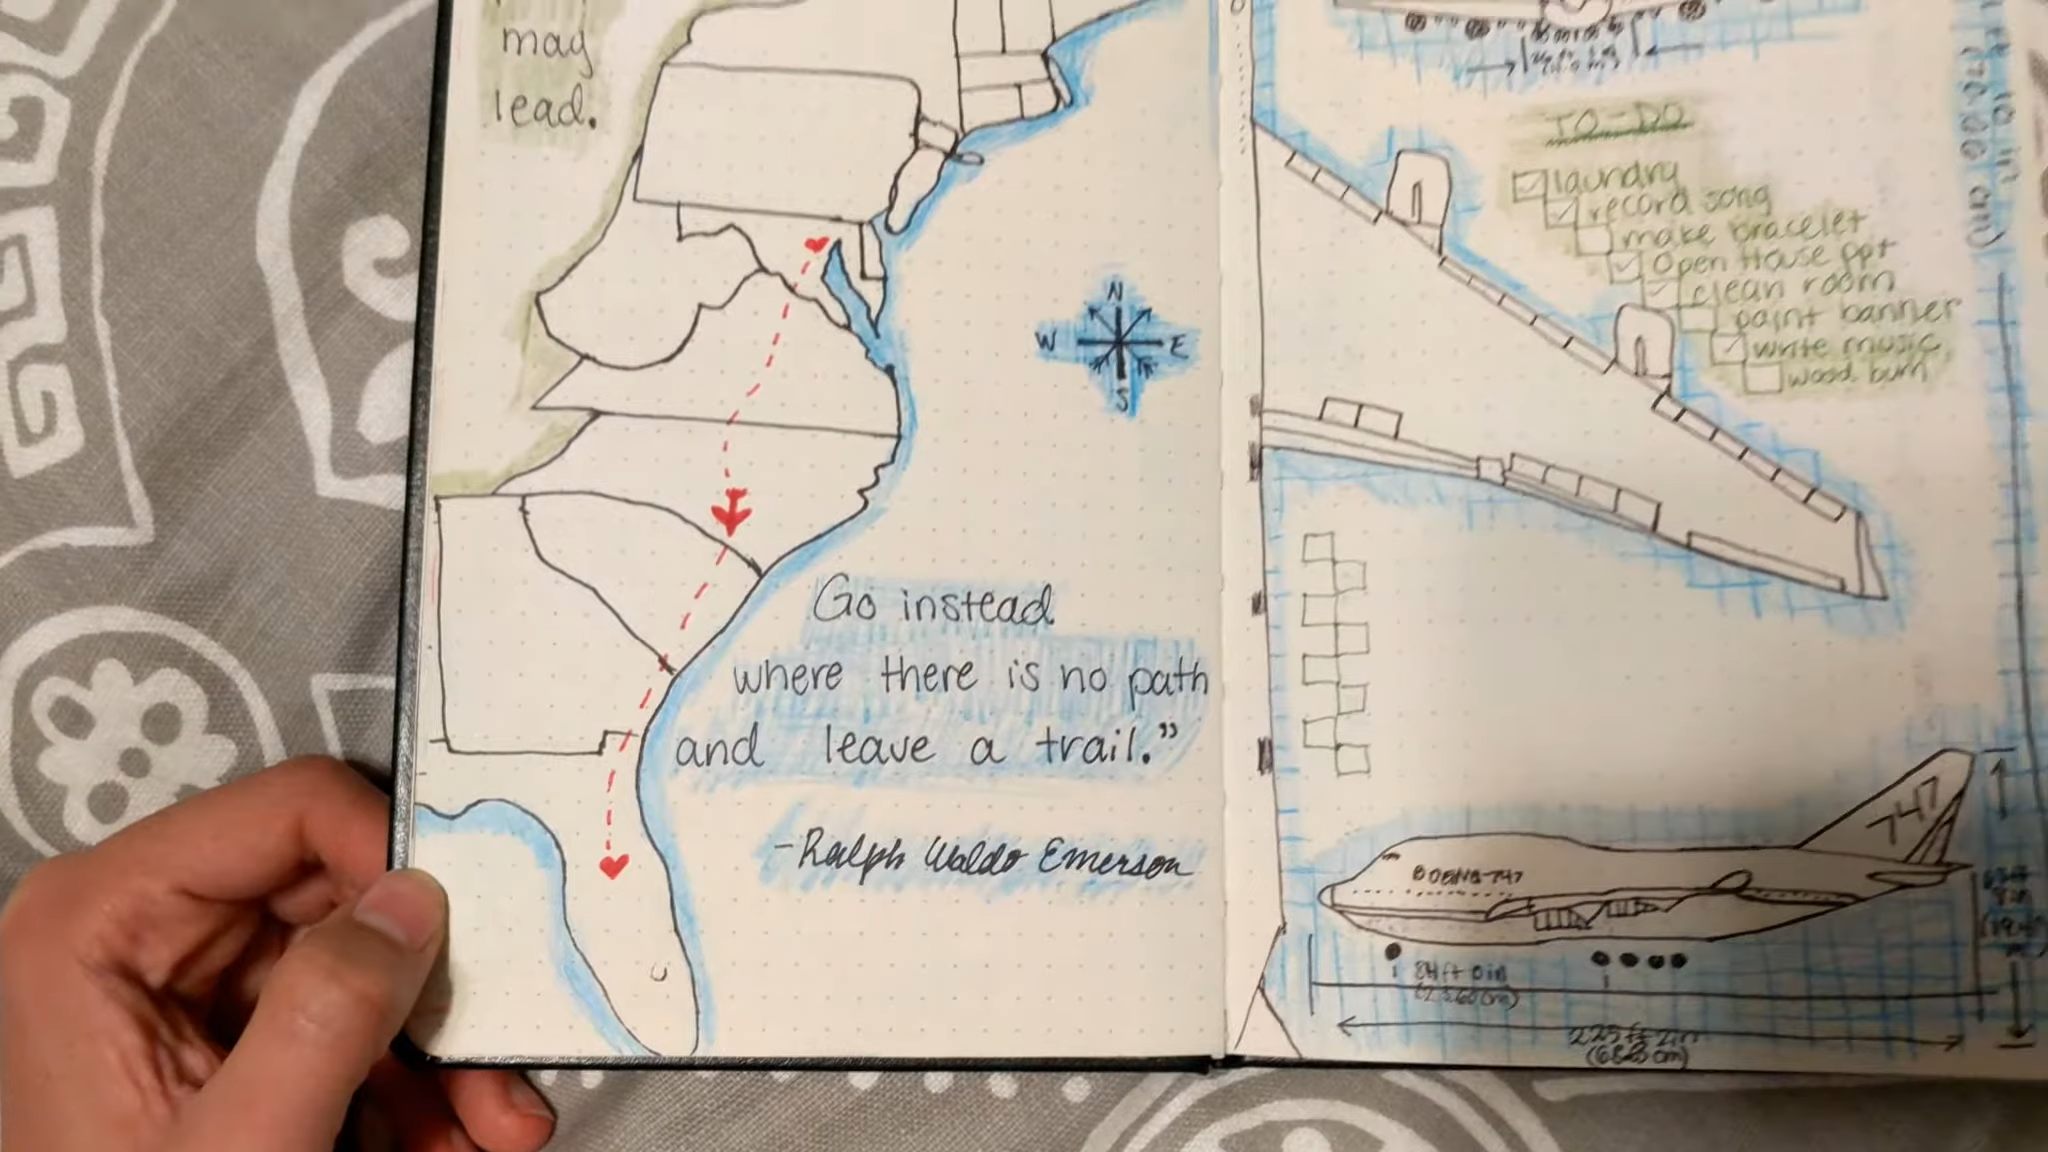 may
lead.
N
W
E
S
Go instead
where there is no path
and leave a trail.”
-Ralph Waldo Emerson
TO-DO
laundry
record song
make bracelet
Open House ppt
clean room
paint banner
write music
wood burn
747
BOEING-747
84 ft 0 in
225 ft 2 in